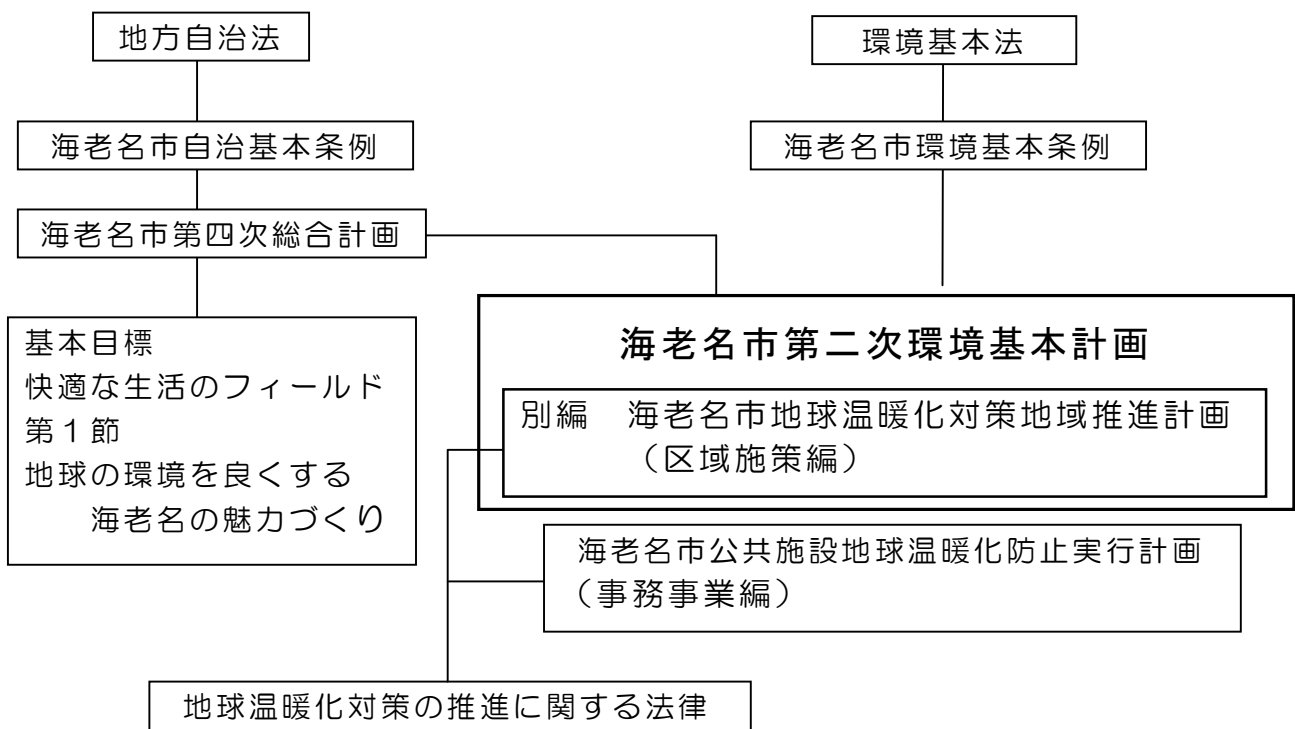 地方自治法
環境基本法
海老名市自治基本条例
海老名市環境基本条例
海老名市第四次総合計画
基本目標
快適な生活のフィールド
第１節
地球の環境を良くする
海老名の魅力づくり
海老名市第二次環境基本計画
別編　海老名市地球温暖化対策地域推進計画
（区域施策編）
海老名市公共施設地球温暖化防止実行計画
（事務事業編）
地球温暖化対策の推進に関する法律